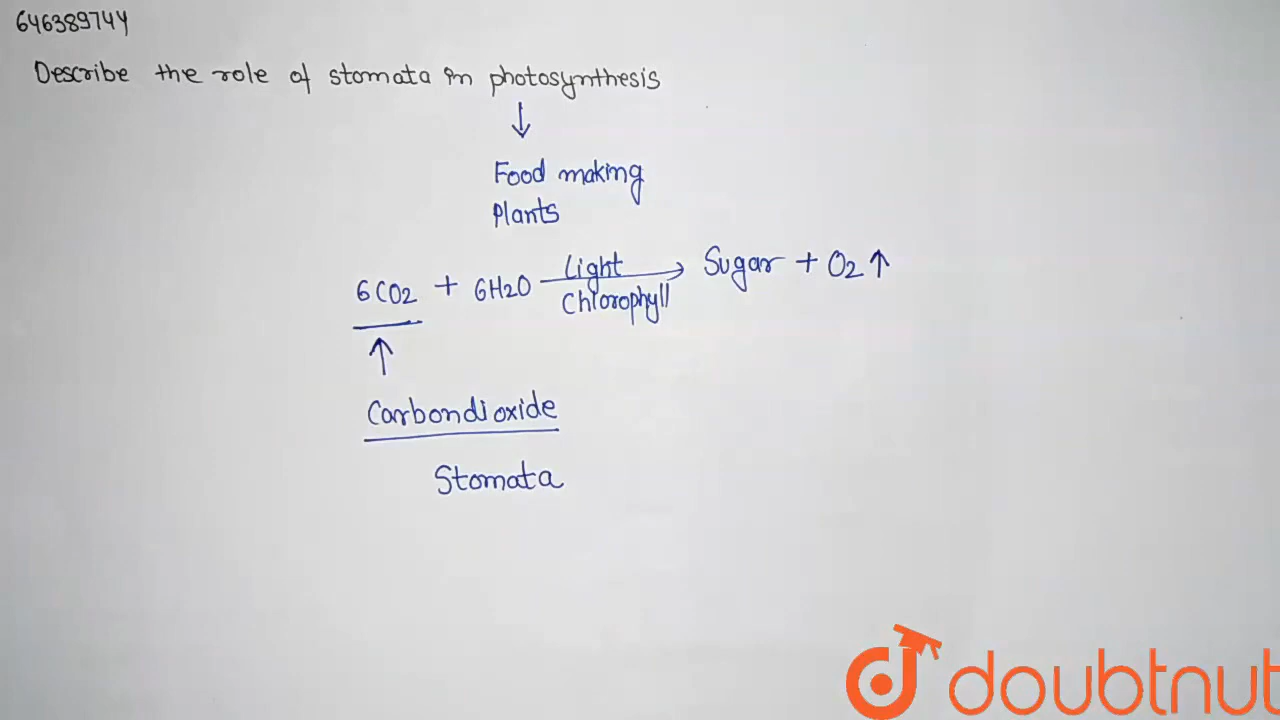 646389744
Describe the role of stomata in photosynthesis
↓
Food making
Plants
6CO2 + 6H2O Light Chlorophyll → Sugar + O2↑
↑
Carbondioxide
Stomata
doubtnut